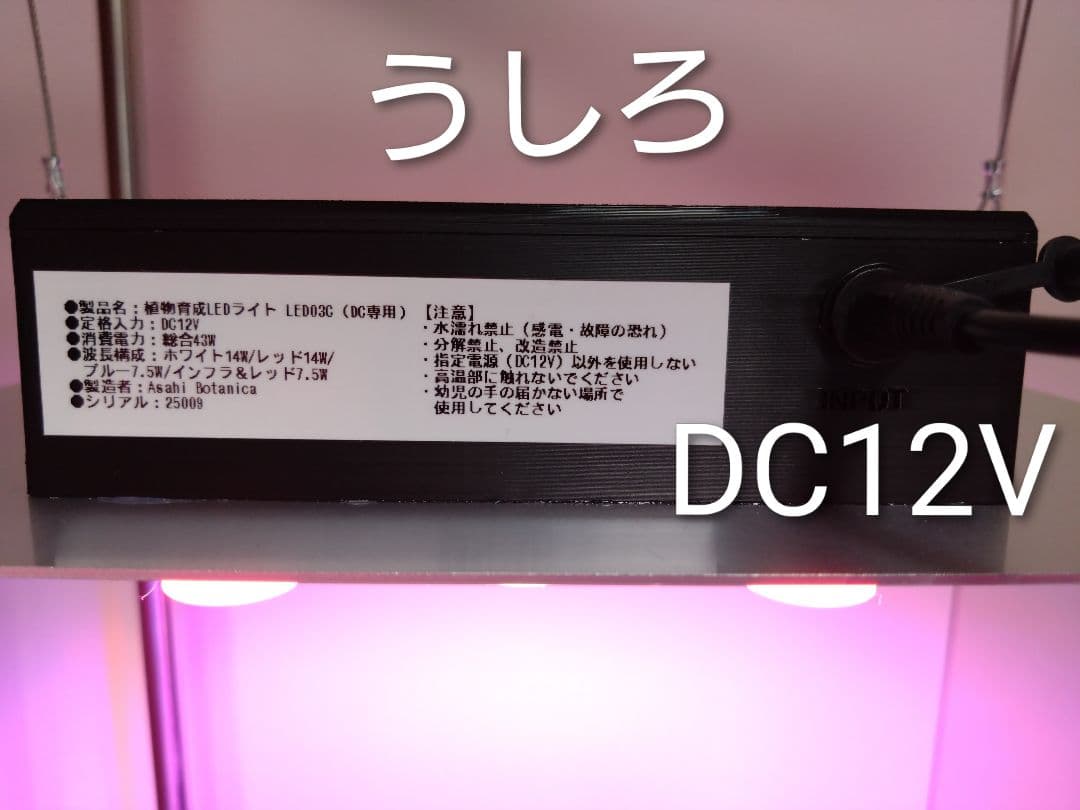 うしろ
●製品名：植物育成LEDライト LED03C（DC専用）
●定格入力：DC12V
●消費電力：総合43W
●波長構成：ホワイト14W/レッド14W/
ブルー7.5W/インフラ&レッド7.5W
●製造者：Asahi Botanica
●シリアル：25009
【注意】
・水濡れ禁止（感電・故障の恐れ）
・分解禁止、改造禁止
・指定電源（DC12V）以外を使用しない
・高温部に触れないでください
・幼児の手の届かない場所で
使用してください
INPUT
DC12V